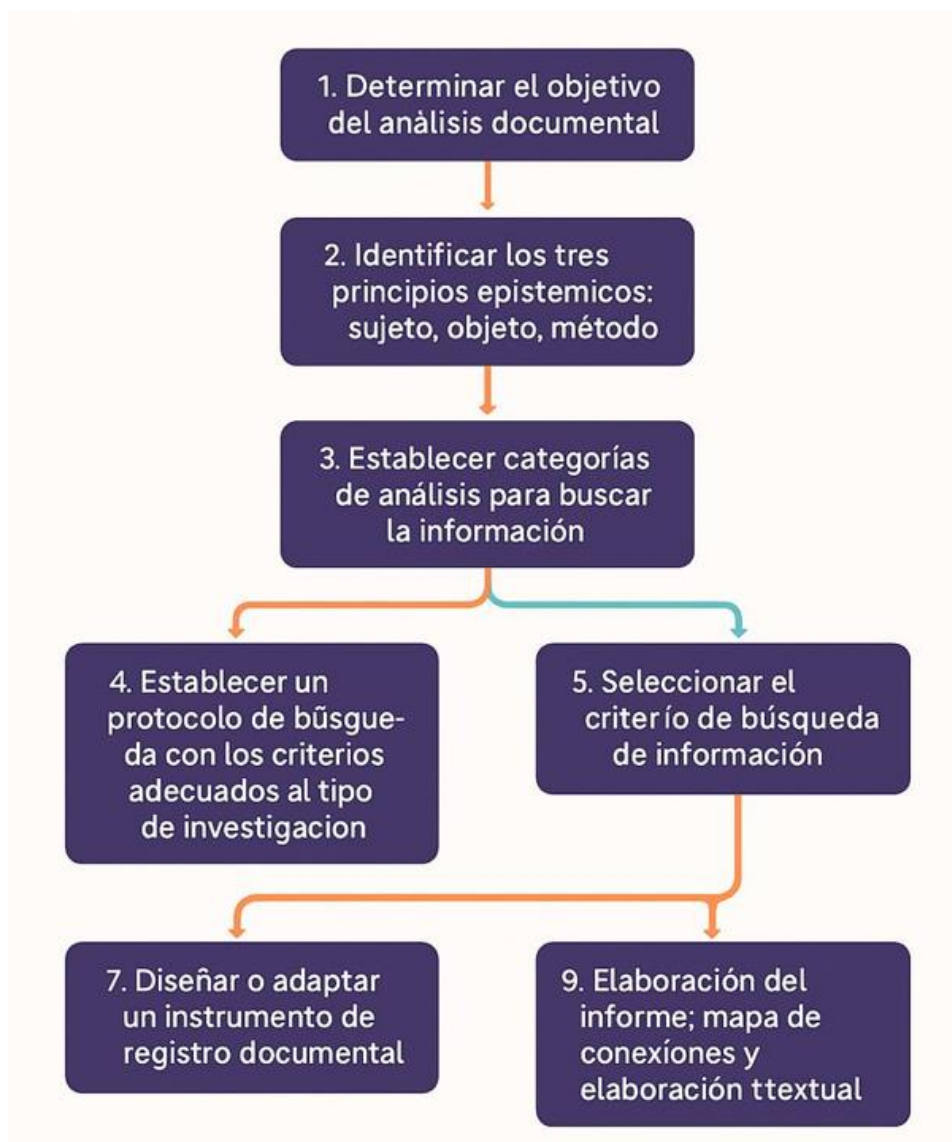 1. Determinar el objetivo
del anàlisis documental
2. Identificar los tres
principios epistemicos:
sujeto, objeto, método
3. Establecer categorías
de análisis para buscar
la información
4. Establecer un
protocolo de bũsgue-
da con los criterios
adecuados al tipo
de investigacion
5. Seleccionar el
criterío de búsqueda
de información
7. Diseñar o adaptar
un instrumento de
registro documental
9. Elaboración del
informe; mapa de
conexíones y
elaboración ttextual